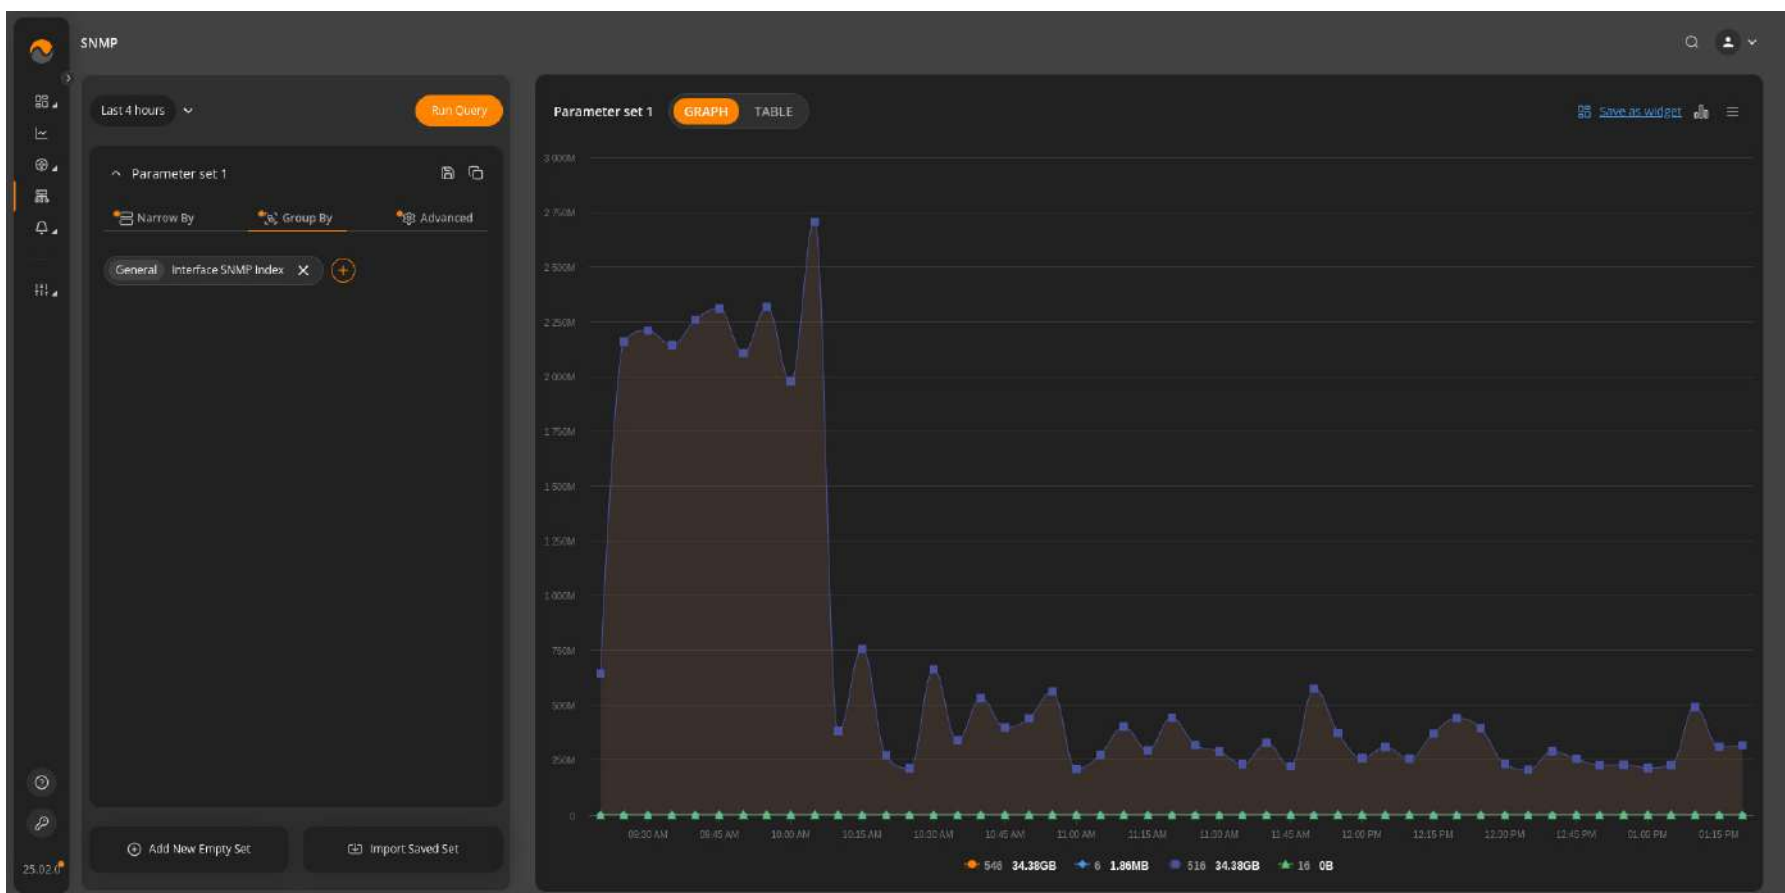 SNMP
Last 4 hours
Run Query
Parameter set 1
Narrow By
Group By
Advanced
General Interface SNMP Index
Add New Empty Set
Import Saved Set
25.02.0
Parameter set 1
GRAPH
TABLE
Save as widget
3 000M
2 750M
2 500M
2 250M
2 000M
1 750M
1 500M
1 250M
1 000M
750M
500M
250M
0
09:30 AM 09:45 AM 10:00 AM 10:15 AM 10:30 AM 10:45 AM 11:00 AM 11:15 AM 11:30 AM 11:45 AM 12:00 PM 12:15 PM 12:30 PM 12:45 PM 01:00 PM 01:15 PM
548 34.38GB 6 1.86MB 516 34.38GB 16 0B